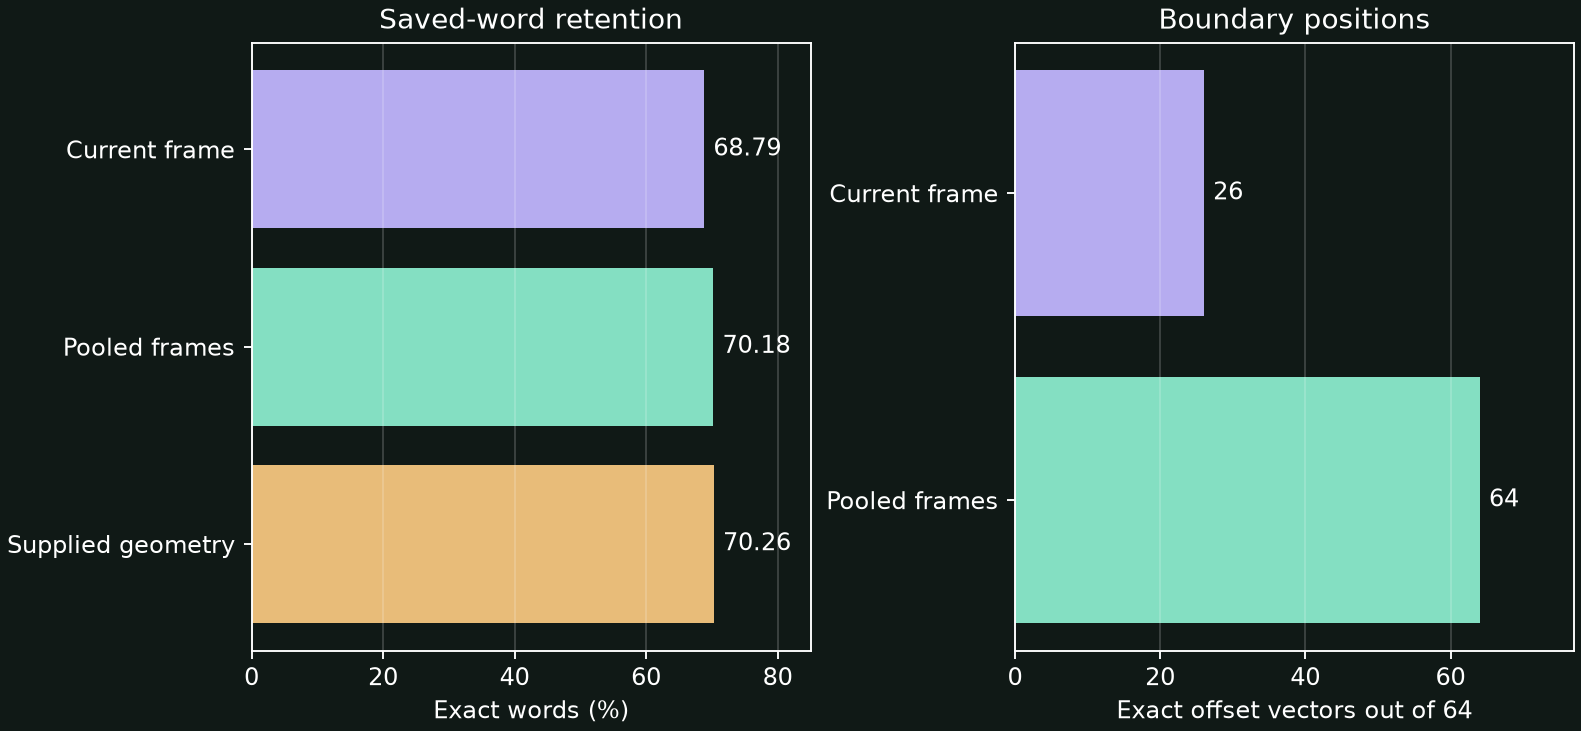 Saved-word retention
Current frame
68.79
Pooled frames
70.18
Supplied geometry
70.26
0 20 40 60 80
Exact words (%)
Boundary positions
Current frame
26
Pooled frames
64
0 20 40 60
Exact offset vectors out of 64